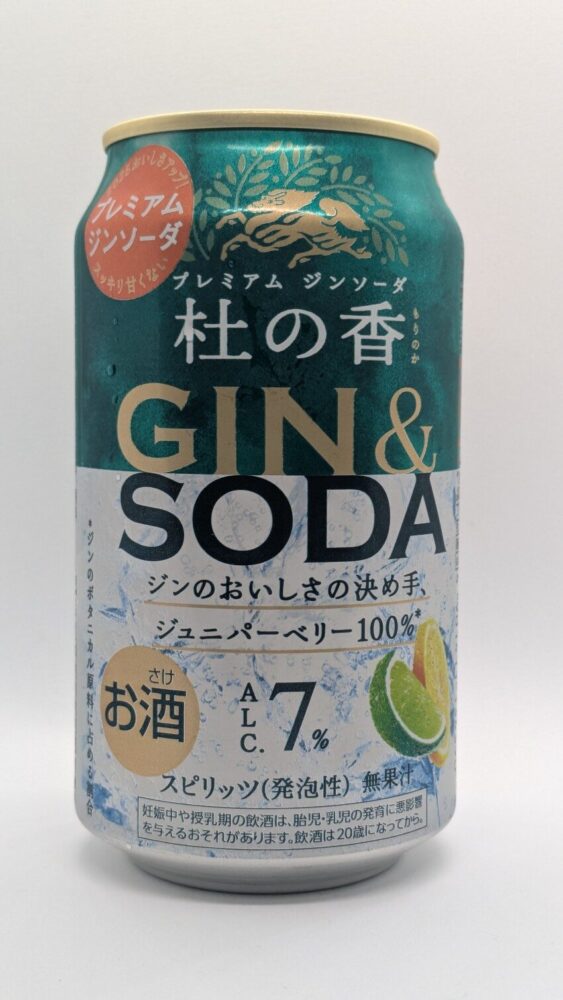 おいしさアップ!
プレミアム
ジンソーダ
スッキリ甘くない
プレミアム ジンソーダ
杜の香
もりのか
GIN &
SODA
ジンのおいしさの決め手、
ジュニパーベリー100%*
*ジンのボタニカル原料に占める割合
さけ
お酒
ALC. 7%
スピリッツ(発泡性) 無果汁
妊娠中や授乳期の飲酒は、胎児・乳児の発育に悪影響
を与えるおそれがあります。飲酒は20歳になってから。